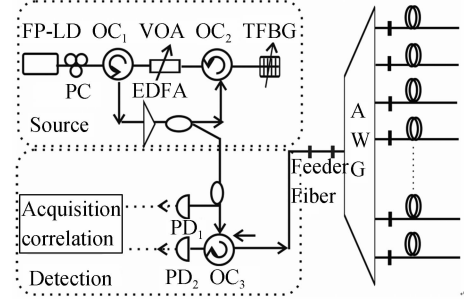 FP-LD OC1 VOA OC2 TFBG
PC EDFA
Source
A
W
G
Feeder
Fiber
Acquisition
correlation
PD1
PD2 OC3
Detection